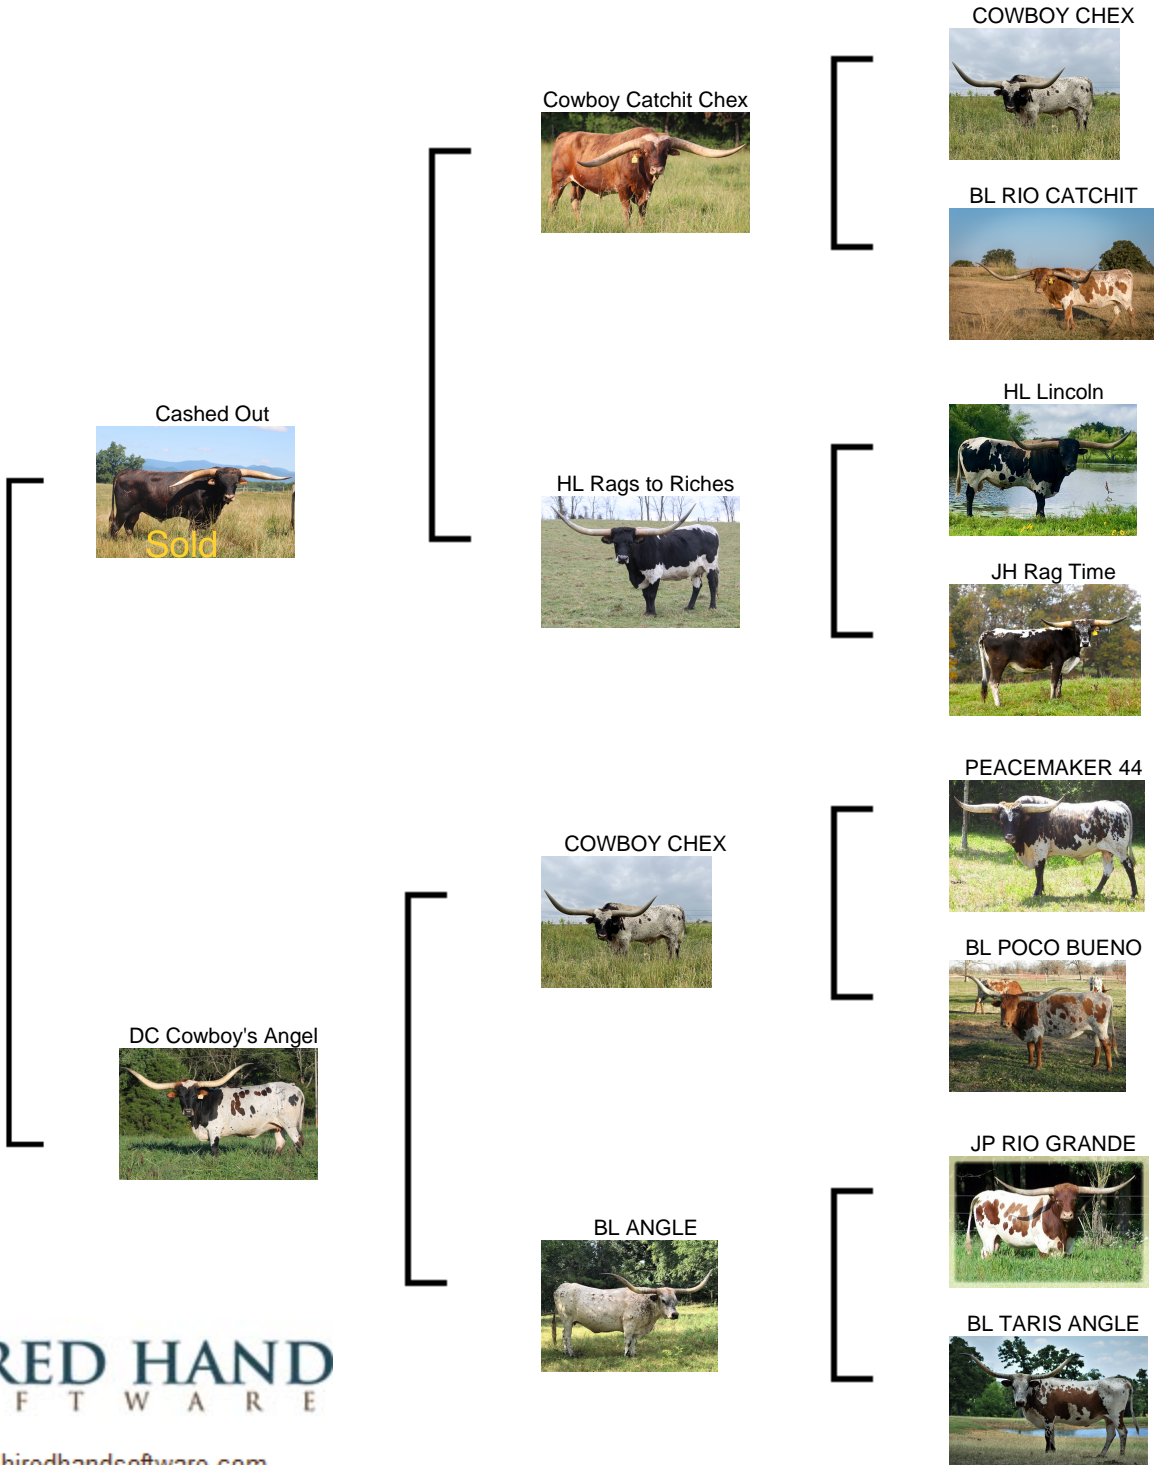 COWBOY CHEX
Cowboy Catchit Chex
BL RIO CATCHIT
HL Lincoln
Cashed Out
Sold
HL Rags to Riches
JH Rag Time
PEACEMAKER 44
COWBOY CHEX
BL POCO BUENO
DC Cowboy's Angel
JP RIO GRANDE
BL ANGLE
BL TARIS ANGLE
RED HAND
F T W A R E
hiredhandsoftware.com